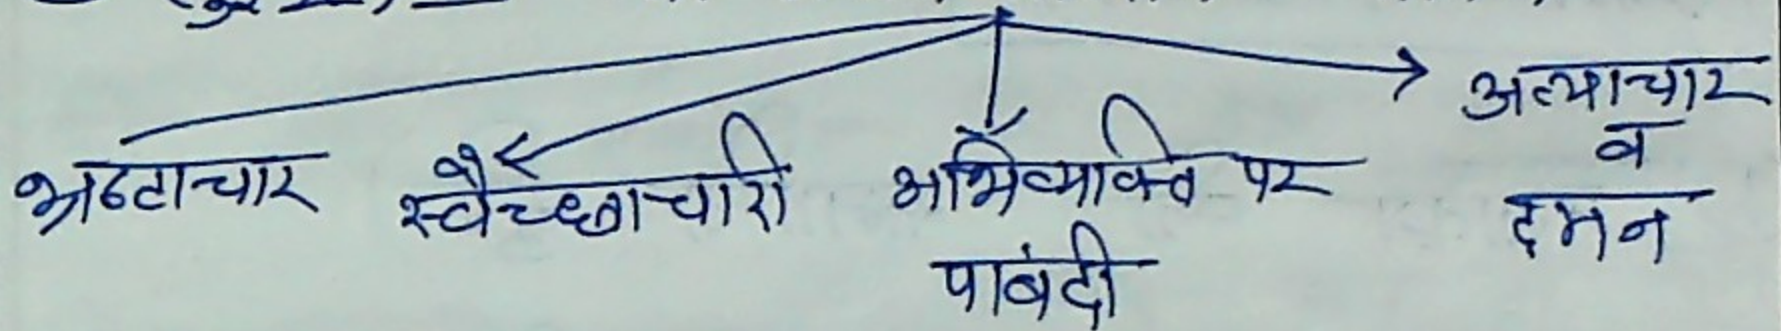 भ्रष्टाचार स्वैच्छाचारी अभिव्यक्ति पर पाबंदी अत्याचार व दमन